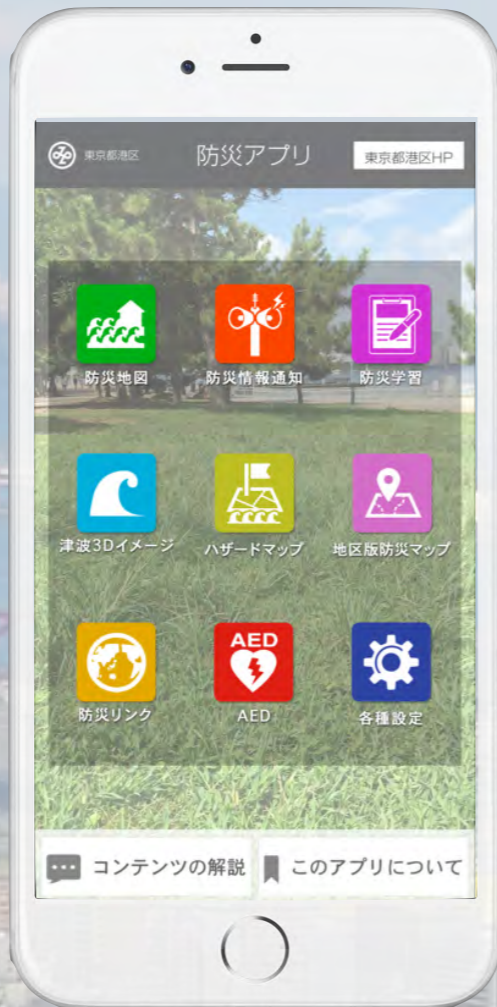 東京都港区 防災アプリ 東京都港区HP
防災地図 防災情報通知 防災学習
津波3Dイメージ ハザードマップ 地区版防災マップ
AED
防災リンク AED 各種設定
コンテンツの解説 このアプリについて